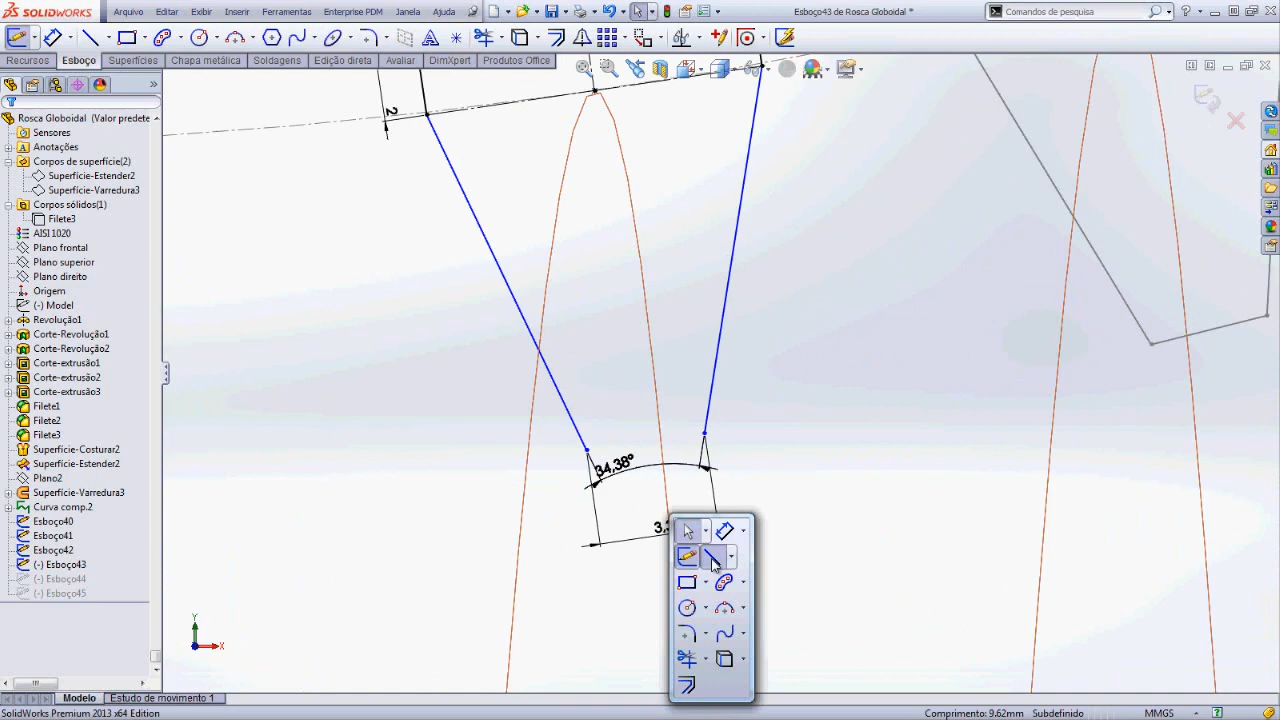 SOLIDWORKS
Arquivo Editar Exibir Inserir Ferramentas Enterprise PDM Janela Ajuda
Esboço43 de Rosca Globoidal *
Comandos de pesquisa
Recursos Esboço Superfícies Chapa metálica Soldagens Edição direta Avaliar DimXpert Produtos Office
Rosca Globoidal (Valor predete
Sensores
Anotações
Corpos de superfície(2)
Superfície-Estender2
Superfície-Varredura3
Corpos sólidos(1)
Filete3
AISI 1020
Plano frontal
Plano superior
Plano direito
Origem
(-) Model
Revolução1
Corte-Revolução1
Corte-Revolução2
Corte-extrusão1
Corte-extrusão2
Corte-extrusão3
Filete1
Filete2
Filete3
Superfície-Costurar2
Superfície-Estender2
Plano2
Superfície-Varredura3
Curva comp.2
Esboço40
Esboço41
Esboço42
(-) Esboço43
(-) Esboço44
(-) Esboço45
2
34,38°
Y
X
Modelo Estudo de movimento 1
SolidWorks Premium 2013 x64 Edition
Comprimento: 9.62mm Subdefinido MMGS